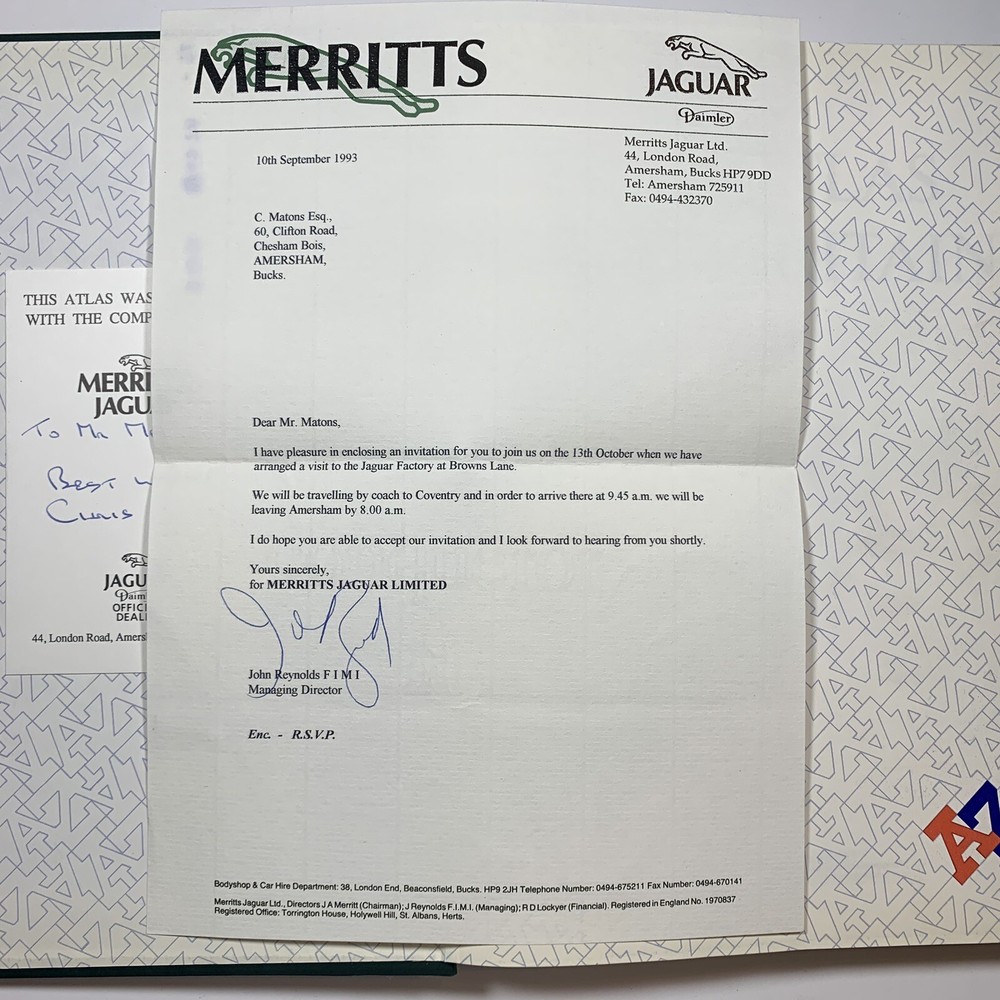 MERRITTS
JAGUAR
Daimler
Merritts Jaguar Ltd.
44, London Road,
Amersham, Bucks HP7 9DD
Tel: Amersham 725911
Fax: 0494-432370
10th September 1993
C. Matons Esq.,
60, Clifton Road,
Chesham Bois,
AMERSHAM,
Bucks.
Dear Mr. Matons,
I have pleasure in enclosing an invitation for you to join us on the 13th October when we have
arranged a visit to the Jaguar Factory at Browns Lane.
We will be travelling by coach to Coventry and in order to arrive there at 9.45 a.m. we will be
leaving Amersham by 8.00 a.m.
I do hope you are able to accept our invitation and I look forward to hearing from you shortly.
Yours sincerely,
for MERRITTS JAGUAR LIMITED
John Reynolds F I M I
Managing Director
Enc. - R.S.V.P.
Bodyshop & Car Hire Department: 38, London End, Beaconsfield, Bucks. HP9 2JH Telephone Number: 0494-675211 Fax Number: 0494-670141
Merritts Jaguar Ltd., Directors J A Merritt (Chairman); J Reynolds F.I.M.I. (Managing); R D Lockyer (Financial). Registered in England No. 1970837
Registered Office: Torrington House, Holywell Hill, St. Albans, Herts.
THIS ATLAS WAS
WITH THE COMP
MERRI
JAGU
To Mr M
Best w
Chris
JAGU
Daim
OFFICI
DEAL
44, London Road, Amers
AZ